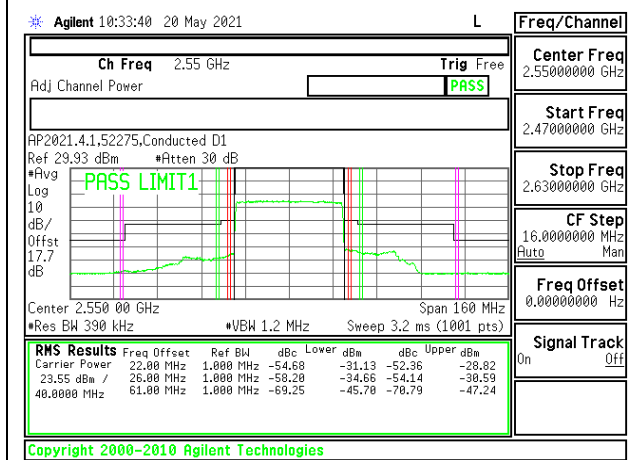 Agilent 10:33:40 20 May 2021 L
Freq/Channel
Ch Freq 2.55 GHz Trig Free
Adj Channel Power PASS
AP2021.4.1,52275,Conducted D1
Ref 29.93 dBm #Atten 30 dB
#Avg
Log
10
dB/
Offst
17.7
dB
PASS LIMIT1
Center 2.550 00 GHz Span 160 MHz
#Res BW 390 kHz #VBW 1.2 MHz Sweep 3.2 ms (1001 pts)
RMS Results Freq Offset Ref BW dBc Lower dBm dBc Upper dBm
Carrier Power 22.00 MHz 1.000 MHz -54.68 -31.13 -52.36 -28.82
23.55 dBm / 26.00 MHz 1.000 MHz -58.20 -34.66 -54.14 -30.59
40.0000 MHz 61.00 MHz 1.000 MHz -69.25 -45.70 -70.79 -47.24
Center Freq
2.55000000 GHz
Start Freq
2.47000000 GHz
Stop Freq
2.63000000 GHz
CF Step
16.0000000 MHz
Auto Man
Freq Offset
0.00000000 Hz
Signal Track
On Off
Copyright 2000-2010 Agilent Technologies